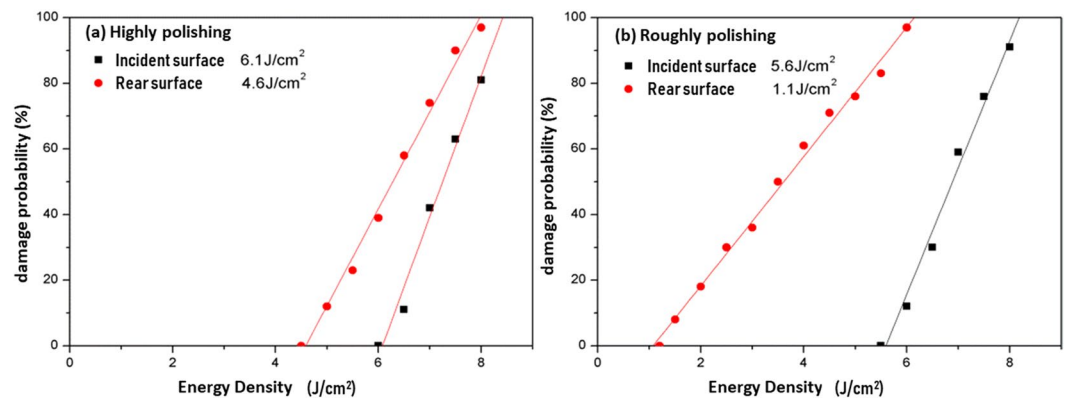 (a) Highly polishing
Incident surface 6.1J/cm²
Rear surface 4.6J/cm²
100
80
60
40
20
0
damage probability (%)
0 2 4 6 8
Energy Density (J/cm²)
(b) Roughly polishing
Incident surface 5.6J/cm²
Rear surface 1.1J/cm²
100
80
60
40
20
0
damage probability (%)
0 2 4 6 8
Energy Density (J/cm²)